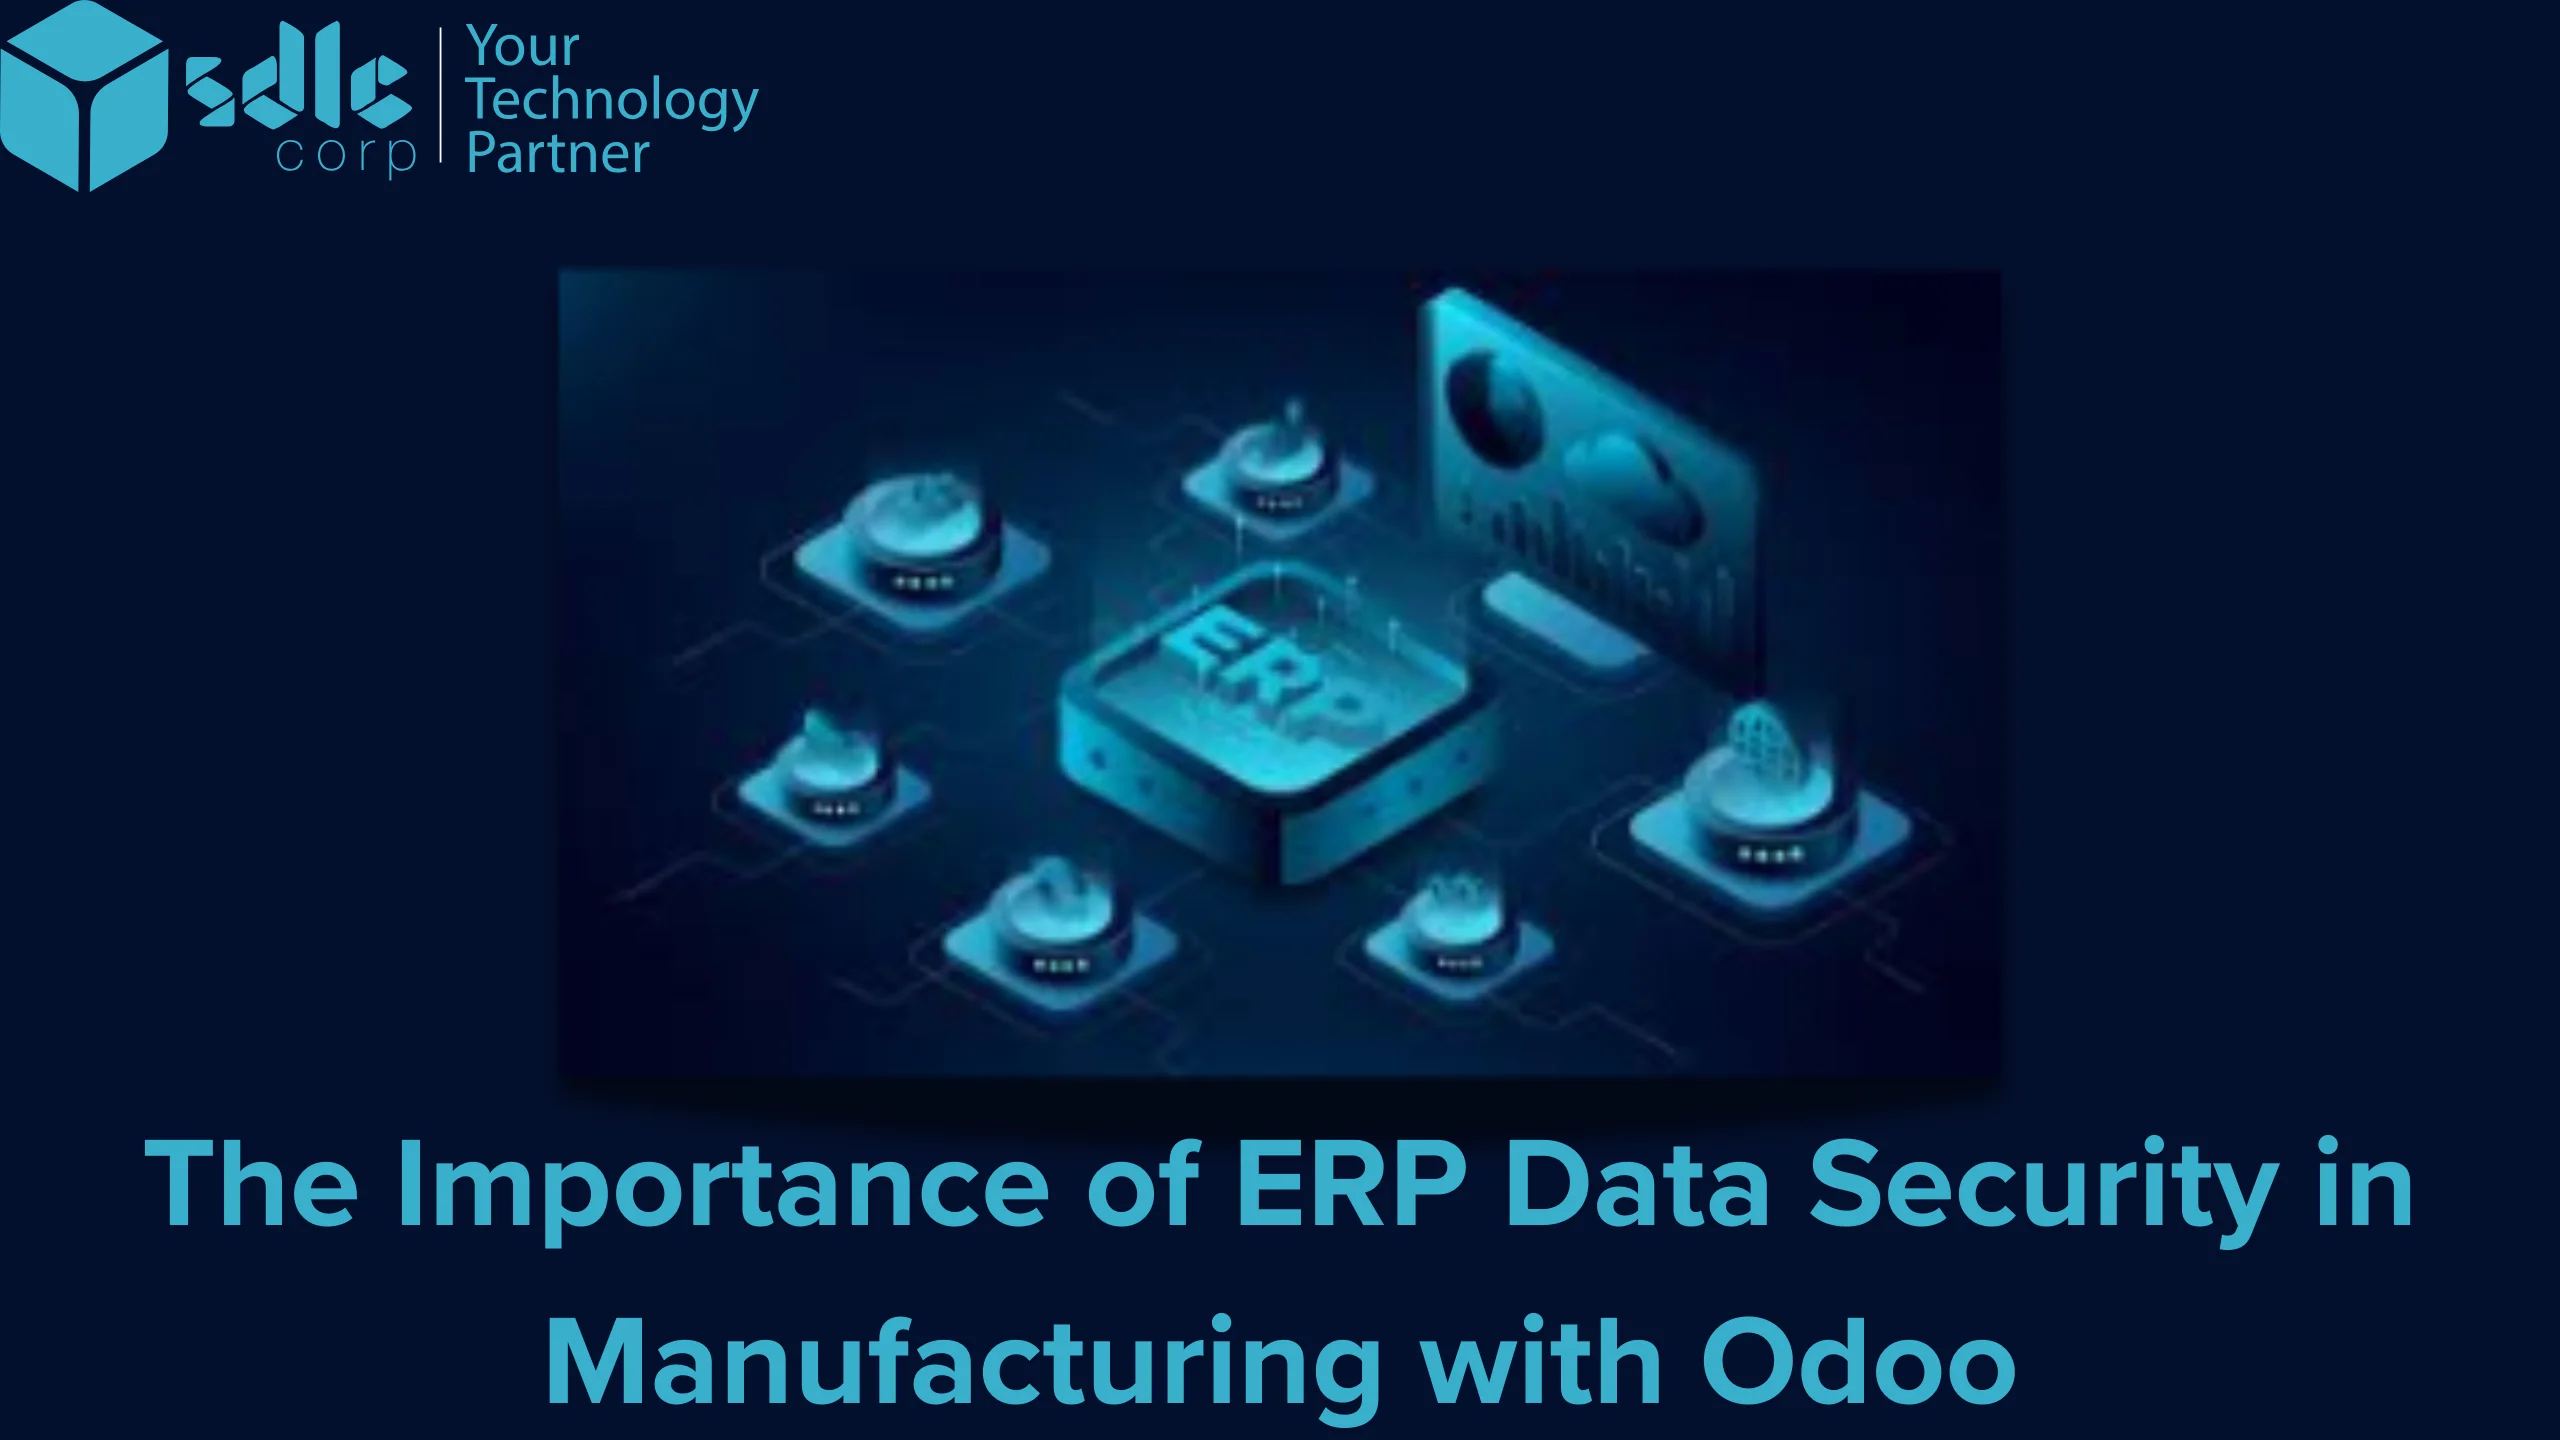 sdlc
corp
Your
Technology
Partner
ERP
The Importance of ERP Data Security in
Manufacturing with Odoo